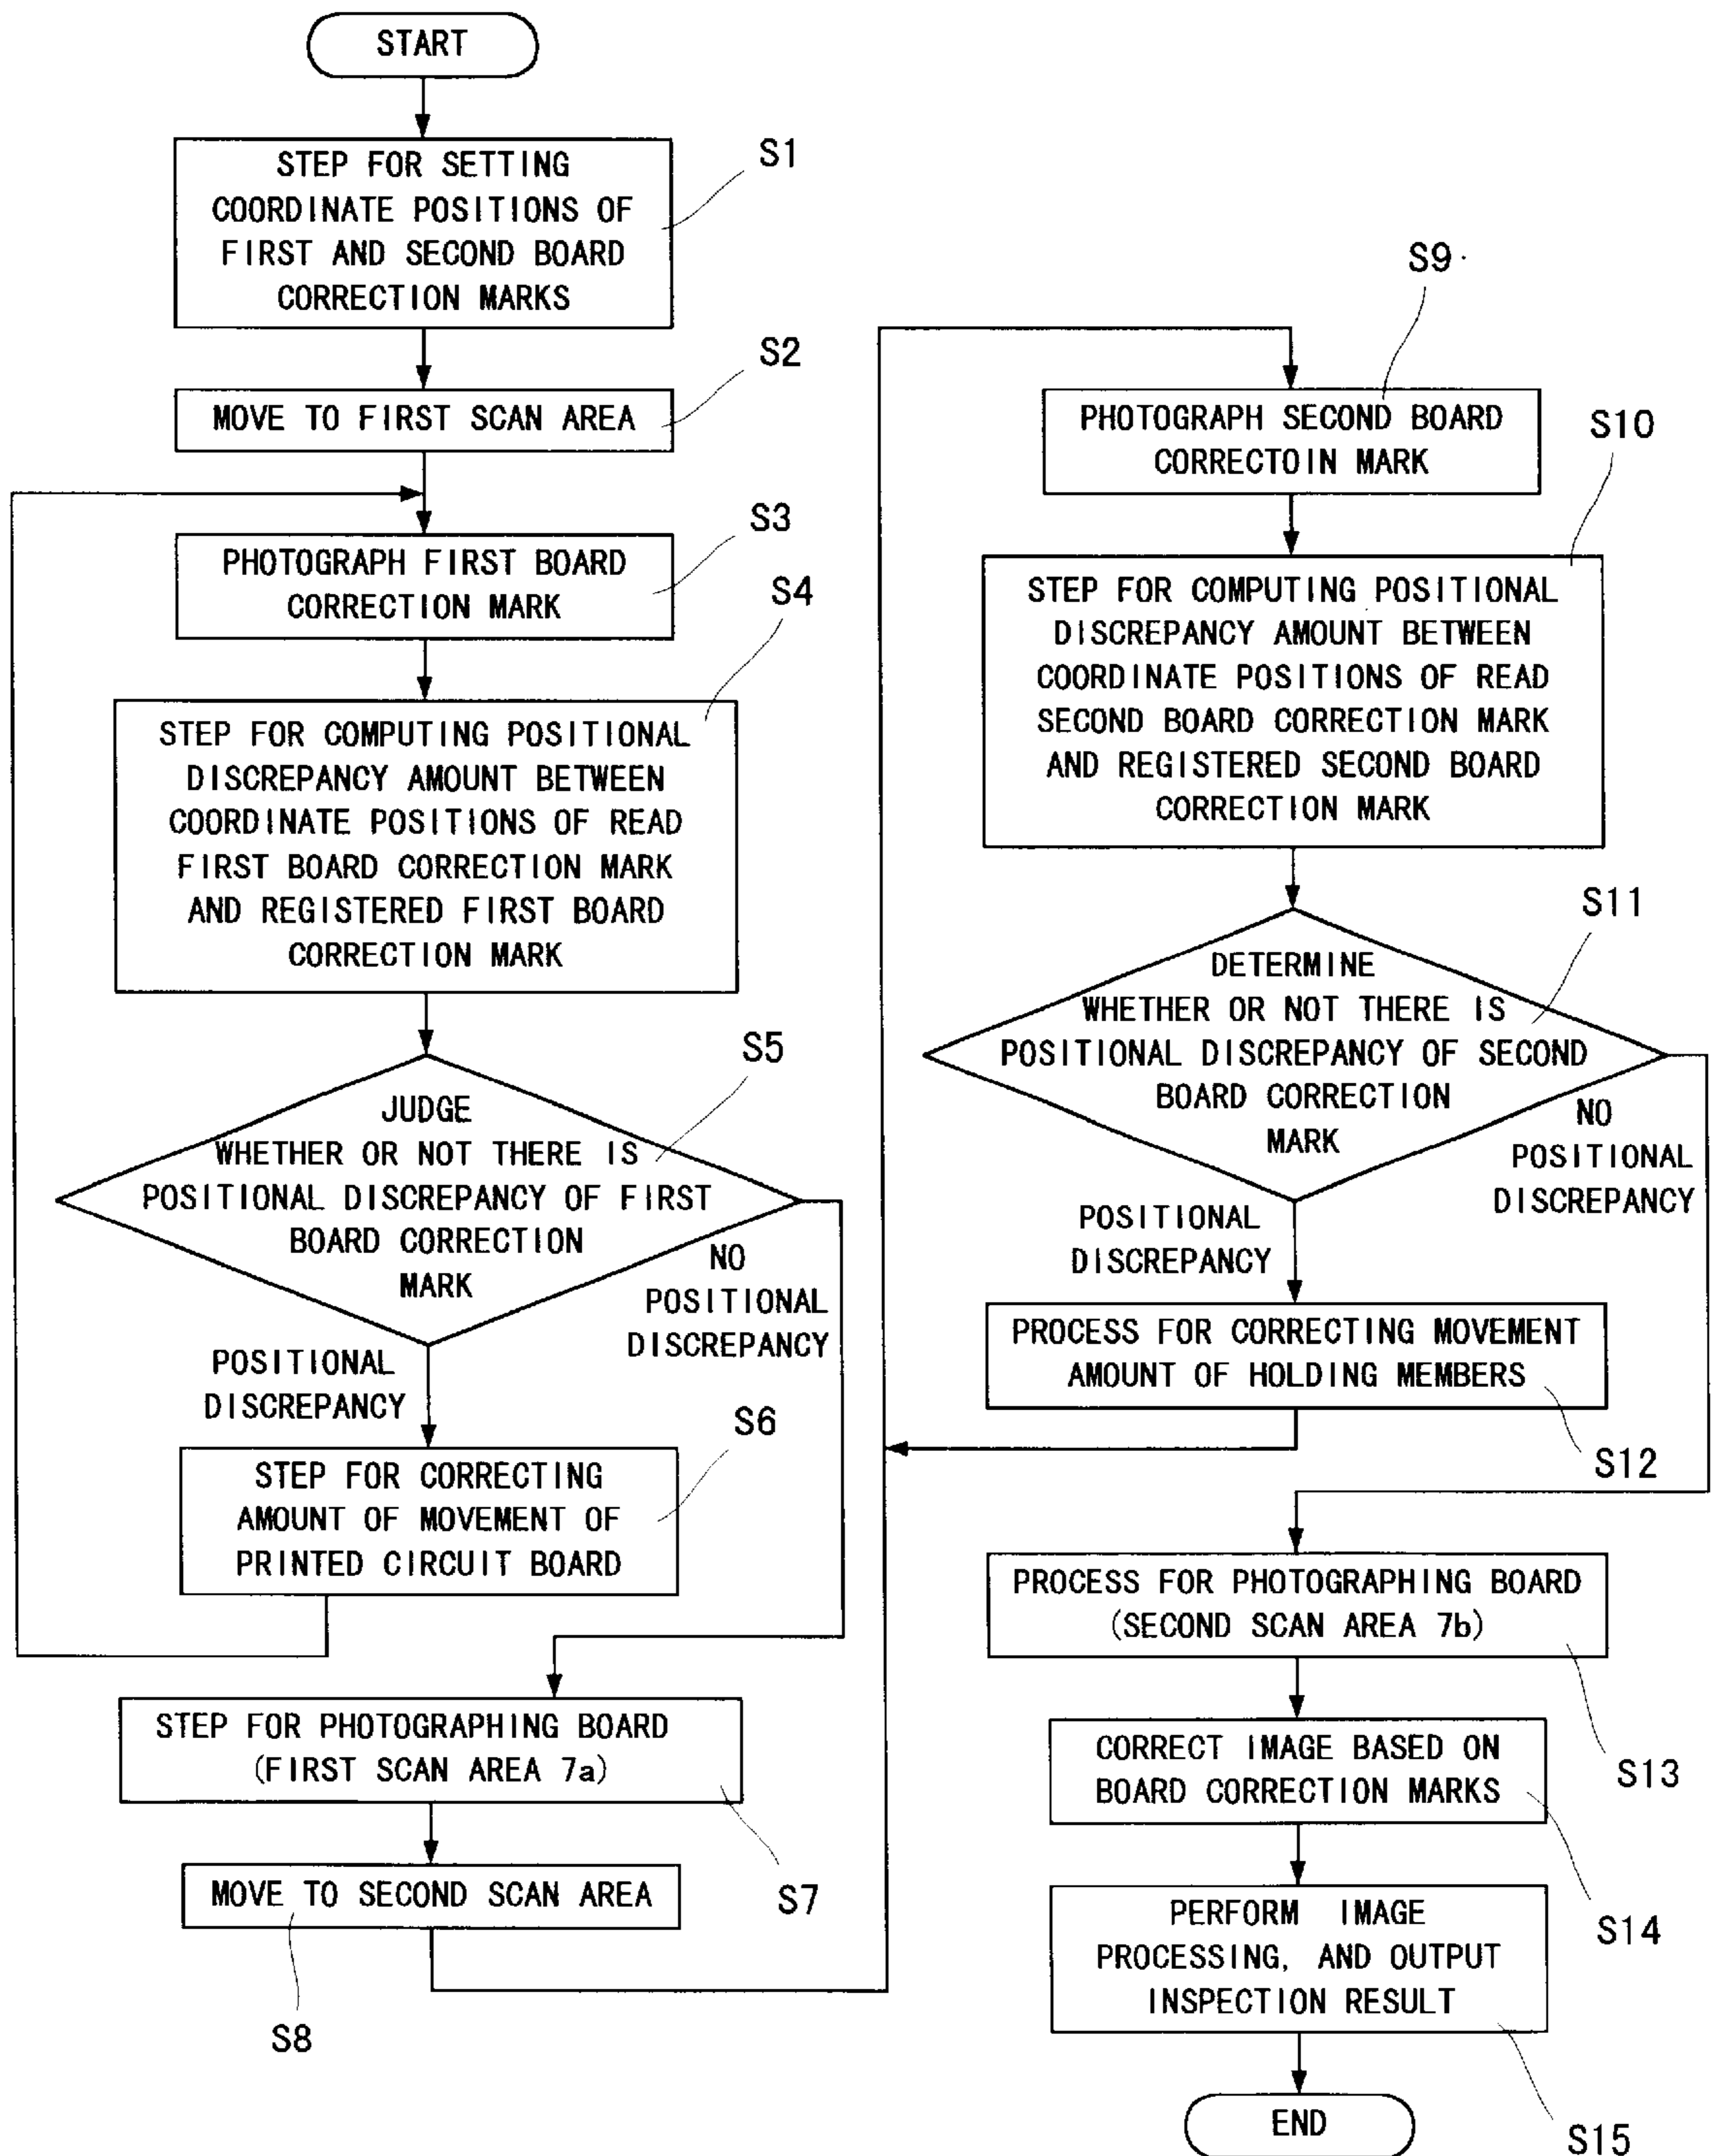 START
STEP FOR SETTING
COORDINATE POSITIONS OF
FIRST AND SECOND BOARD
CORRECTION MARKS
S1
MOVE TO FIRST SCAN AREA
S2
PHOTOGRAPH FIRST BOARD
CORRECTION MARK
S3
STEP FOR COMPUTING POSITIONAL
DISCREPANCY AMOUNT BETWEEN
COORDINATE POSITIONS OF READ
FIRST BOARD CORRECTION MARK
AND REGISTERED FIRST BOARD
CORRECTION MARK
S4
JUDGE
WHETHER OR NOT THERE IS
POSITIONAL DISCREPANCY OF FIRST
BOARD CORRECTION
MARK
S5
NO
POSITIONAL
DISCREPANCY
POSITIONAL
DISCREPANCY
STEP FOR CORRECTING
AMOUNT OF MOVEMENT OF
PRINTED CIRCUIT BOARD
S6
STEP FOR PHOTOGRAPHING BOARD
(FIRST SCAN AREA 7a)
S7
MOVE TO SECOND SCAN AREA
S8
S9
PHOTOGRAPH SECOND BOARD
CORRECTOIN MARK
S10
STEP FOR COMPUTING POSITIONAL
DISCREPANCY AMOUNT BETWEEN
COORDINATE POSITIONS OF READ
SECOND BOARD CORRECTION MARK
AND REGISTERED SECOND BOARD
CORRECTION MARK
S11
DETERMINE
WHETHER OR NOT THERE IS
POSITIONAL DISCREPANCY OF SECOND
BOARD CORRECTION
MARK
NO
POSITIONAL
DISCREPANCY
POSITIONAL
DISCREPANCY
PROCESS FOR CORRECTING MOVEMENT
AMOUNT OF HOLDING MEMBERS
S12
PROCESS FOR PHOTOGRAPHING BOARD
(SECOND SCAN AREA 7b)
S13
CORRECT IMAGE BASED ON
BOARD CORRECTION MARKS
S14
PERFORM IMAGE
PROCESSING, AND OUTPUT
INSPECTION RESULT
S15
END